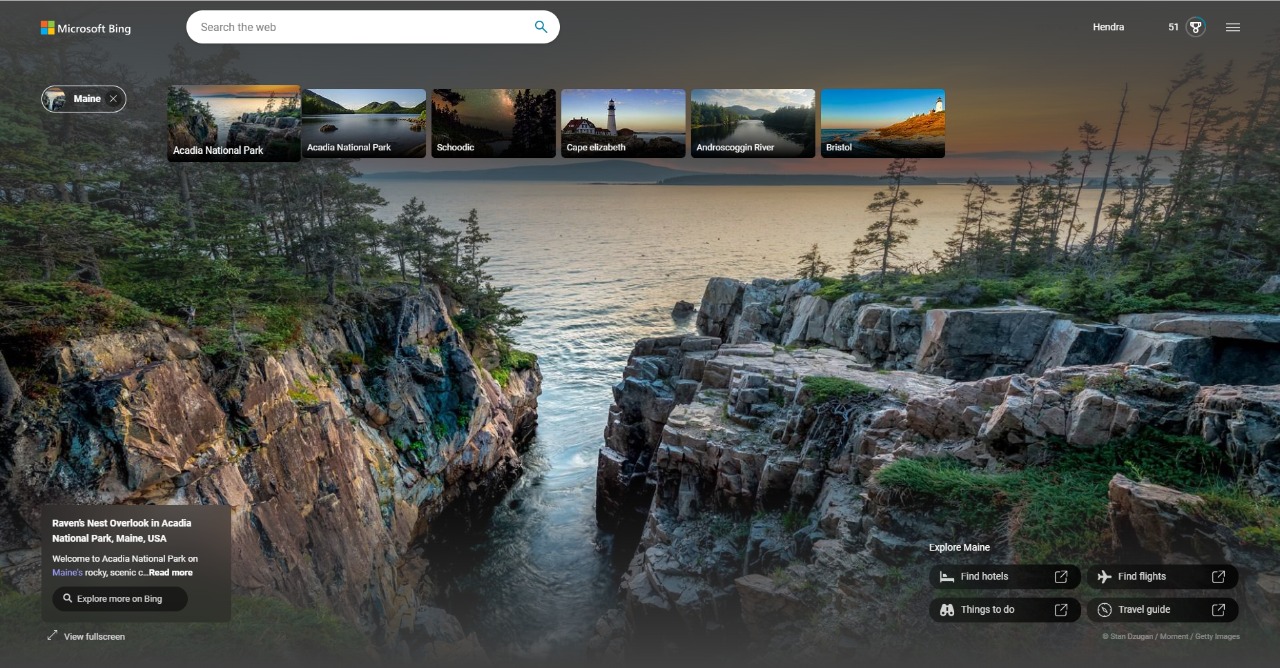 Microsoft Bing
Search the web
Hendra
51
Maine
Acadia National Park
Acadia National Park
Schoodic
Cape elizabeth
Androscoggin River
Bristol
Raven's Nest Overlook in Acadia
National Park, Maine, USA
Welcome to Acadia National Park on
Maine's rocky, scenic c...Read more
Explore more on Bing
View fullscreen
Explore Maine
Find hotels
Find flights
Things to do
Travel guide
© Stan Dzugan / Moment / Getty Images